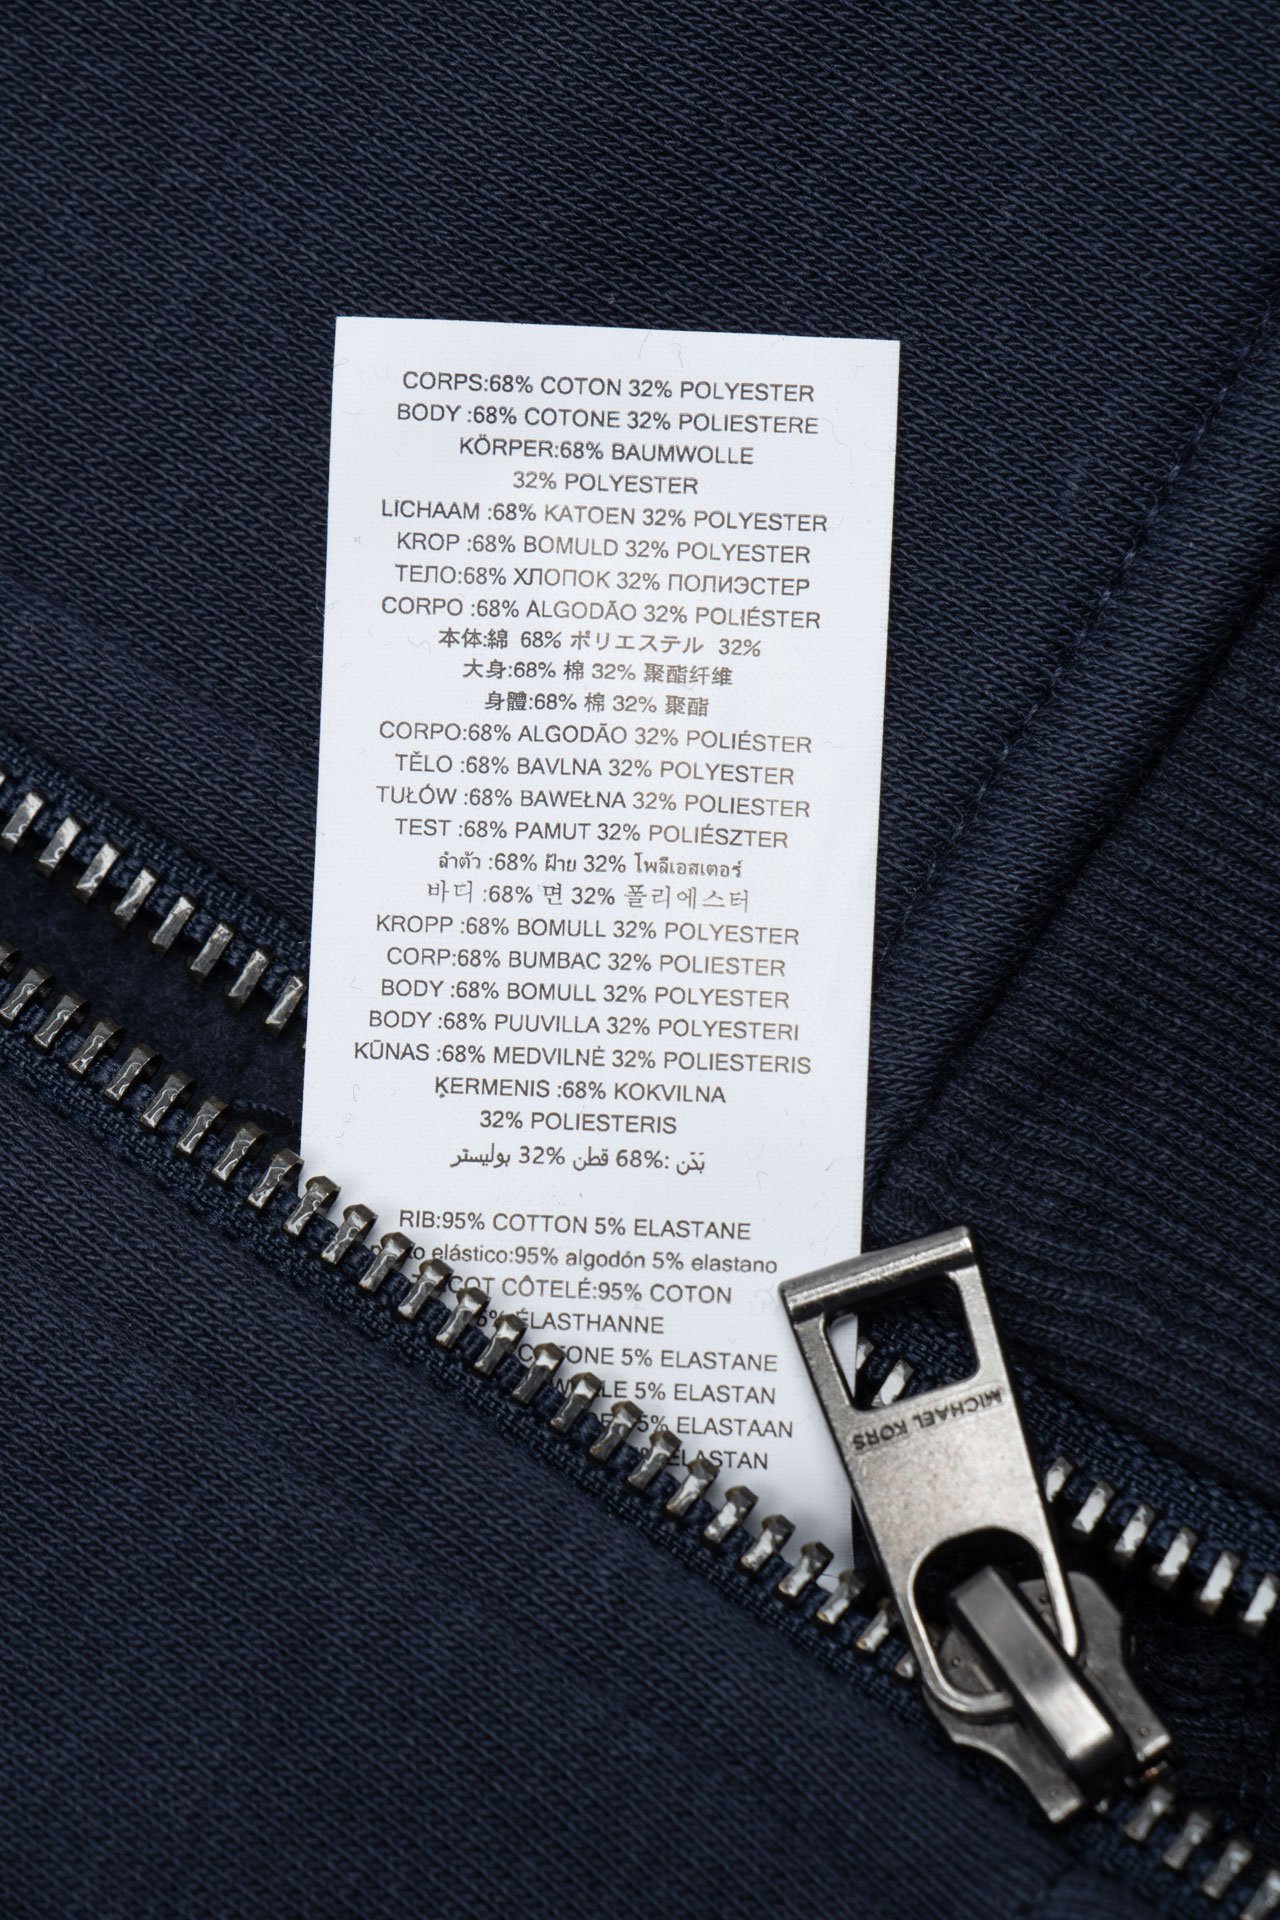 CORPS:68% COTON 32% POLYESTER
BODY :68% COTONE 32% POLIESTERE
KÖRPER:68% BAUMWOLLE
32% POLYESTER
LICHAAM :68% KATOEN 32% POLYESTER
KROP :68% BOMULD 32% POLYESTER
ТЕЛО:68% ХЛОПОК 32% ПОЛИЭСТЕР
CORPO :68% ALGODÃO 32% POLIÉSTER
本体:綿 68% ポリエステル 32%
大身:68% 棉 32% 聚酯纤维
身體:68% 棉 32% 聚酯
CORPO:68% ALGODÃO 32% POLIÉSTER
TĚLO :68% BAVLNA 32% POLYESTER
TUŁÓW :68% BAWEŁNA 32% POLIESTER
TEST :68% PAMUT 32% POLIÉSZTER
ลำตัว :68% ฝ้าย 32% โพลีเอสเตอร์
바디 :68% 면 32% 폴리에스터
KROPP :68% BOMULL 32% POLYESTER
CORP:68% BUMBAC 32% POLIESTER
BODY :68% BOMULL 32% POLYESTER
BODY :68% PUUVILLA 32% POLYESTERI
KŪNAS :68% MEDVILNĖ 32% POLIESTERIS
ĶERMENIS :68% KOKVILNA
32% POLIESTERIS
بَدَن :68% قطن 32% بوليستر
RIB:95% COTTON 5% ELASTANE
elástico:95% algodón 5% elastano
CÔTELÉ:95% COTON
ÉLASTHANNE
5% ELASTANE
5% ELASTAN
5% ELASTAAN
ELASTAN
MICHAEL KORS